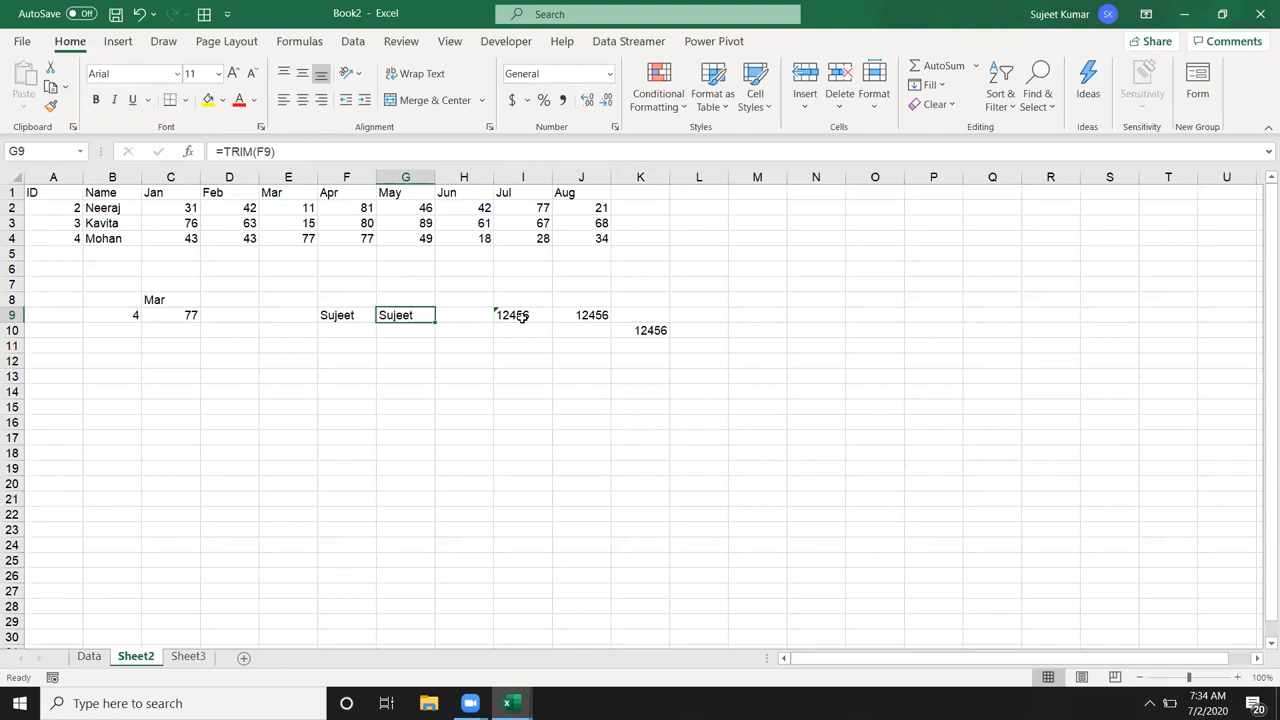 AutoSave Off Book2 - Excel Search Sujeet Kumar SK
File Home Insert Draw Page Layout Formulas Data Review View Developer Help Data Streamer Power Pivot Share Comments
Paste Arial 11 Wrap Text General Conditional Formatting Format as Table Cell Styles Insert Delete Format AutoSum Fill Clear Sort & Filter Find & Select Ideas Sensitivity Form
B I U Merge & Center $ % ,
Clipboard Font Alignment Number Styles Cells Editing Ideas Sensitivity New Group
G9 fx =TRIM(F9)
A B C D E F G H I J K L M N O P Q R S T U
1 ID Name Jan Feb Mar Apr May Jun Jul Aug
2 2 Neeraj 31 42 11 81 46 42 77 21
3 3 Kavita 76 63 15 80 89 61 67 68
4 4 Mohan 43 43 77 77 49 18 28 34
5
6
7
8 Mar
9 4 77 Sujeet Sujeet 12456 12456
10 12456
11
12
13
14
15
16
17
18
19
20
21
22
23
24
25
26
27
28
29
30
Data Sheet2 Sheet3
Ready 100%
Type here to search 7:34 AM
7/2/2020 20